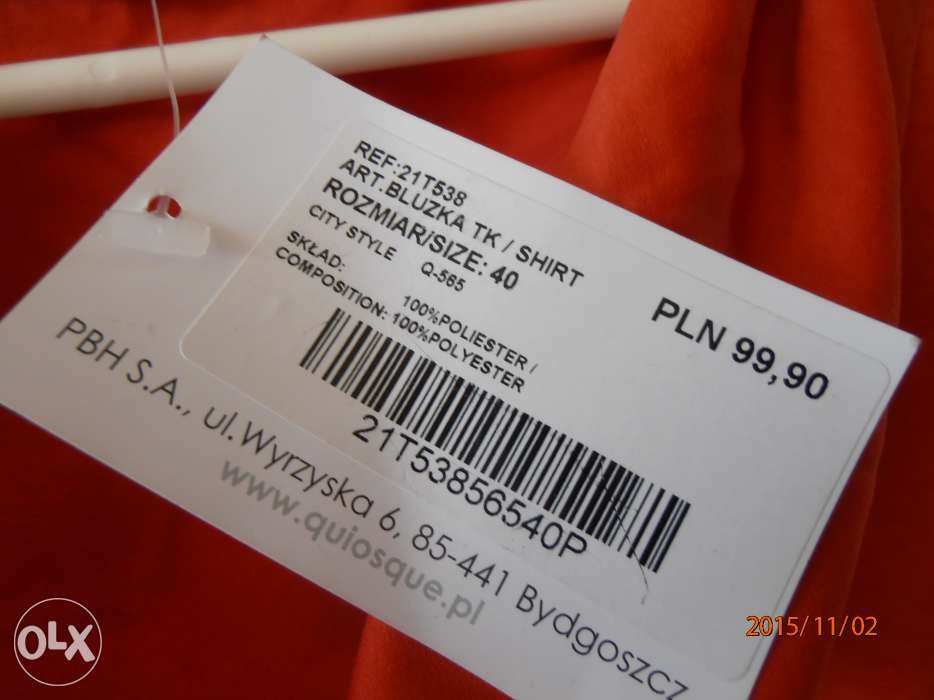 REF:21T538
ART.BLUZKA TK / SHIRT
ROZMIAR/SIZE: 40
CITY STYLE Q-565
SKŁAD: 100%POLIESTER /
COMPOSITION: 100%POLYESTER
PLN 99,90
21T53856540P
PBH S.A., ul.Wyrzyska 6, 85-441 Bydgoszcz
www.quiosque.pl
OLX
2015/11/02